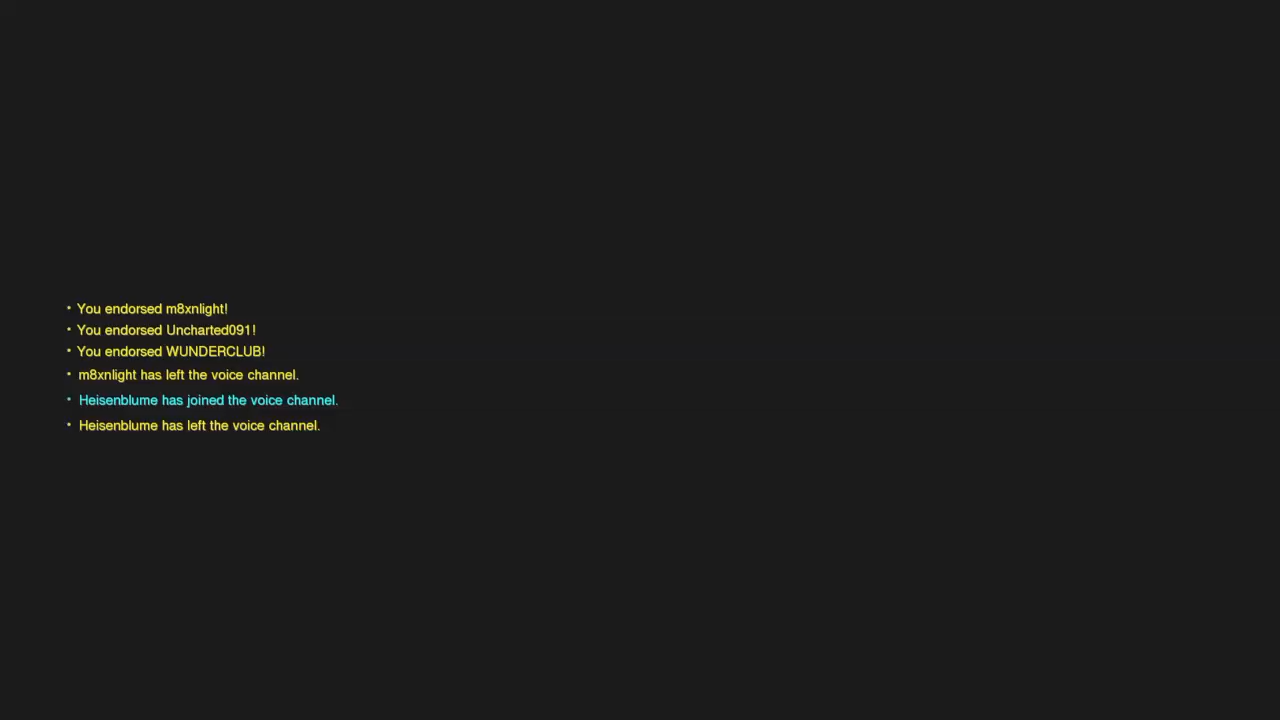 • You endorsed m8xnlight!
• You endorsed Uncharted091!
• You endorsed WUNDERCLUB!
• m8xnlight has left the voice channel.
• Heisenblume has joined the voice channel.
• Heisenblume has left the voice channel.